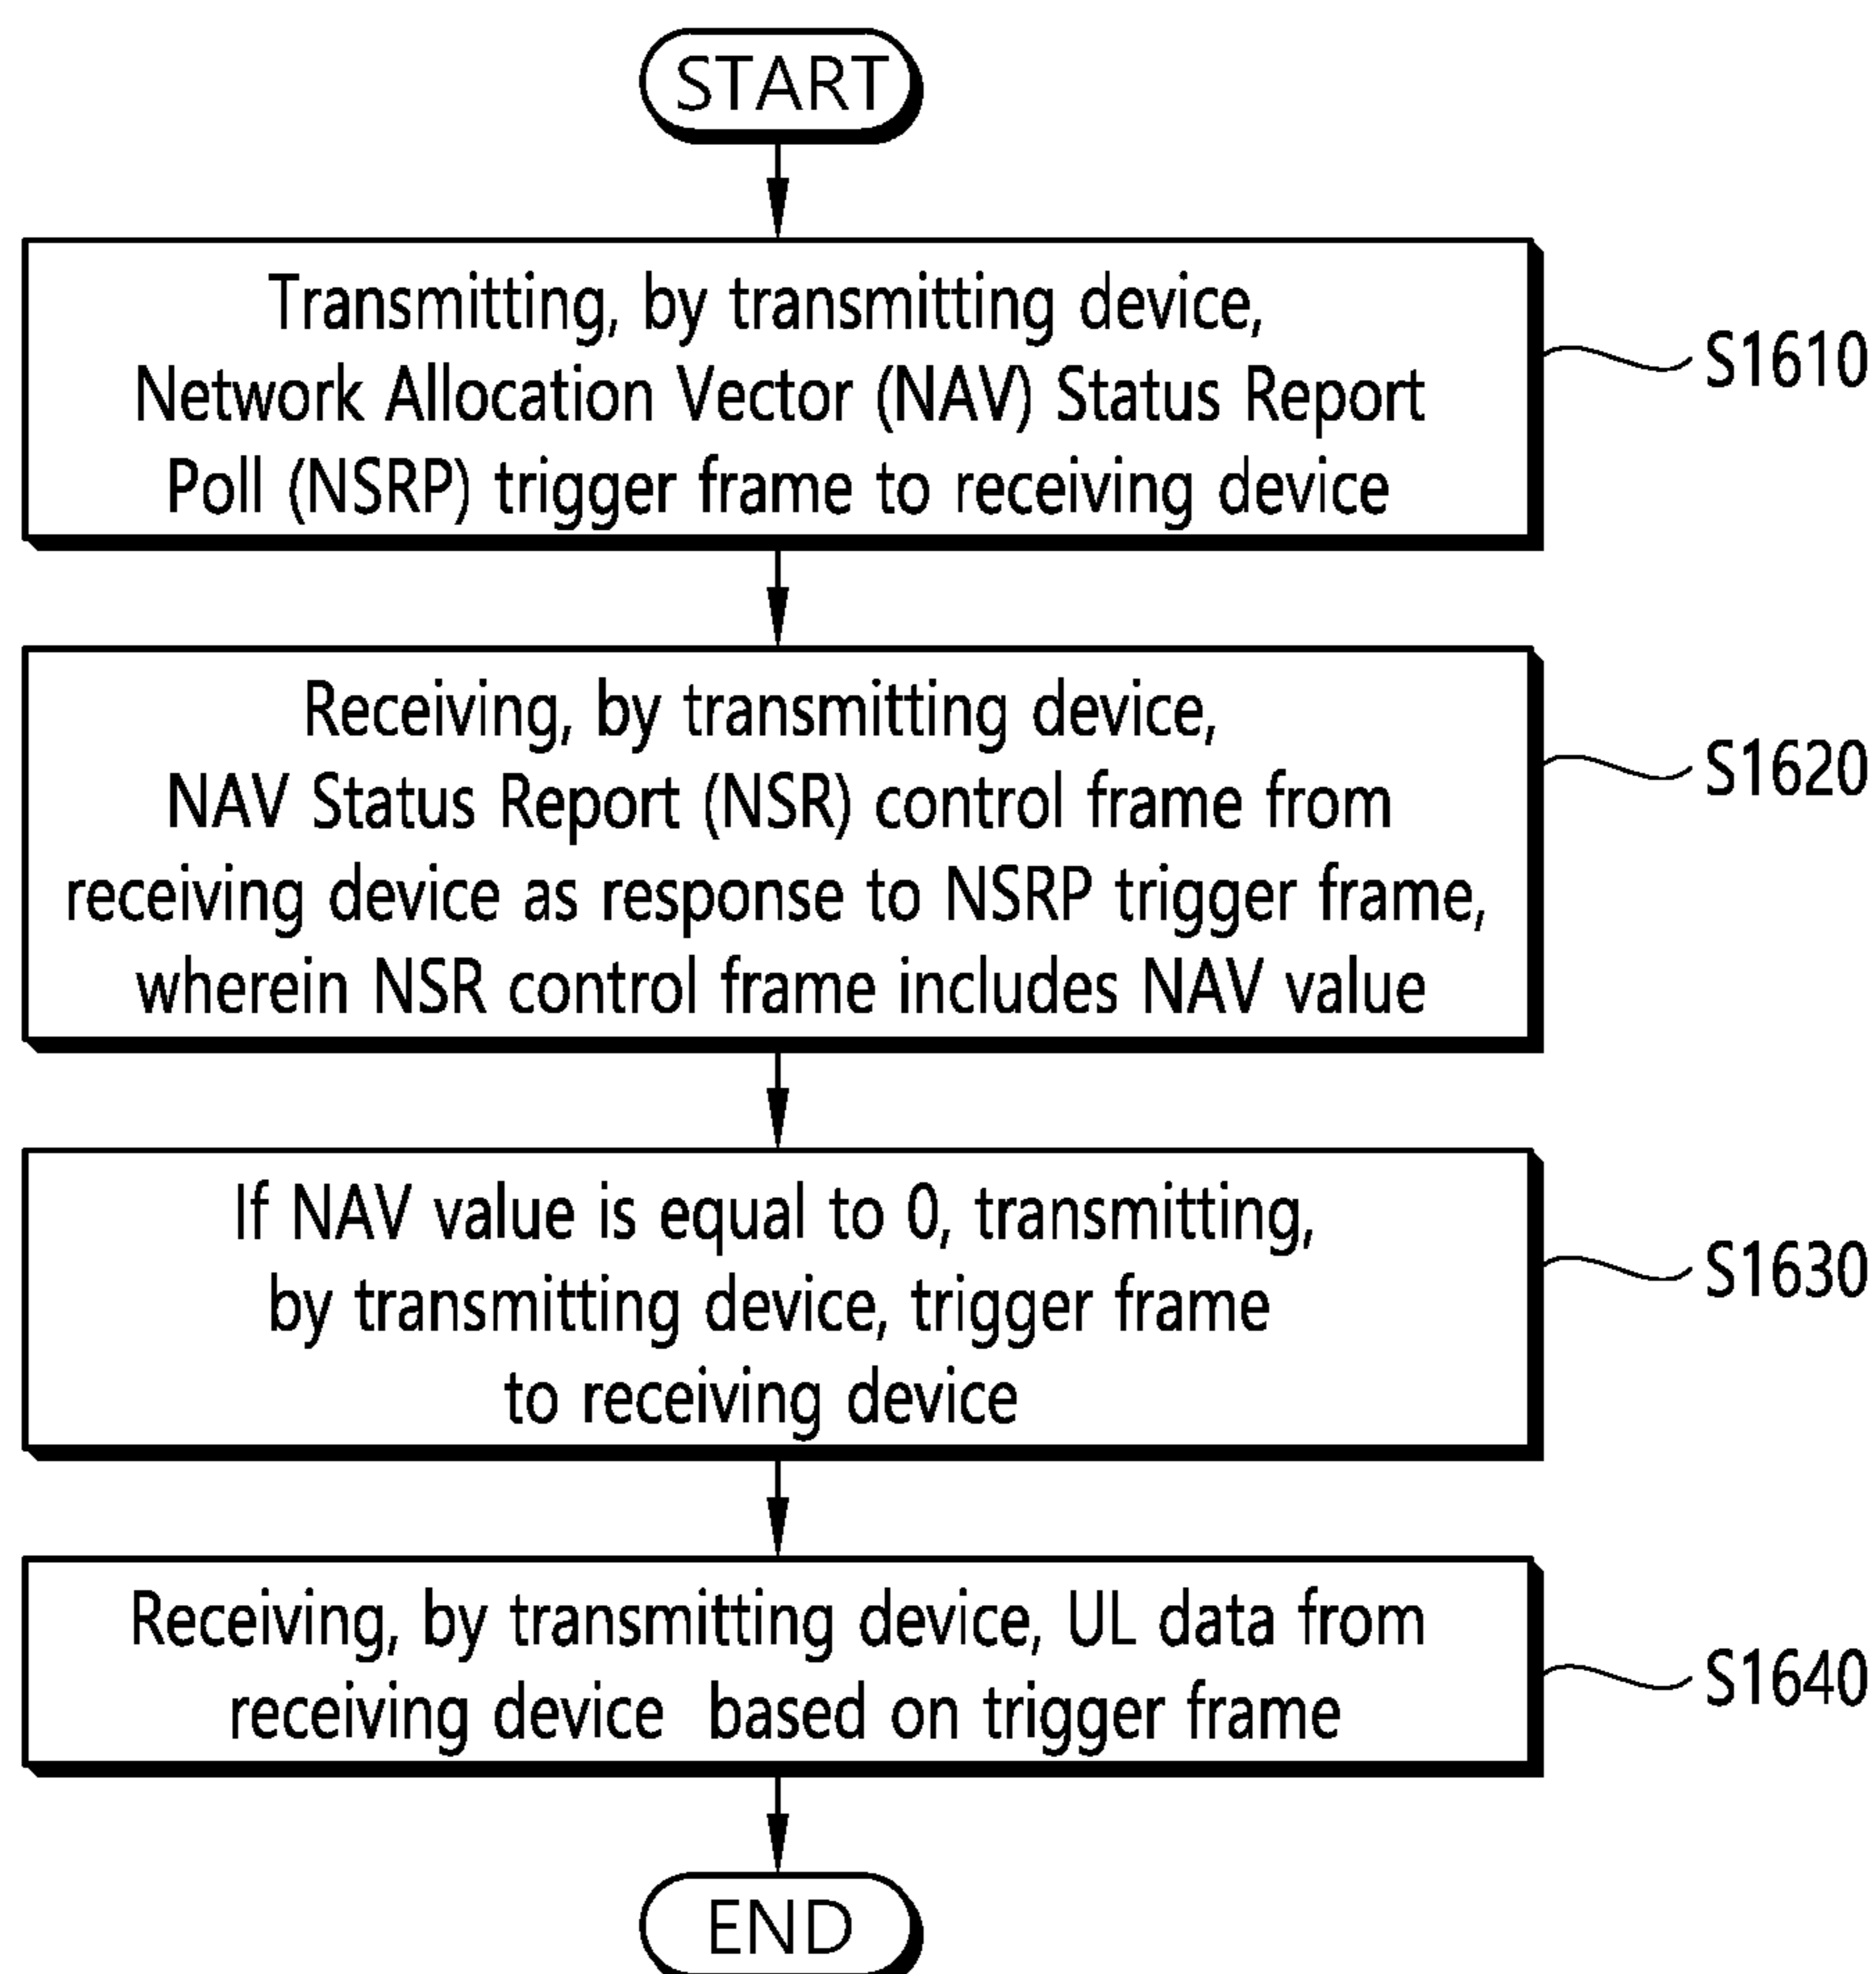 START
Transmitting, by transmitting device,
Network Allocation Vector (NAV) Status Report
Poll (NSRP) trigger frame to receiving device
S1610
Receiving, by transmitting device,
NAV Status Report (NSR) control frame from
receiving device as response to NSRP trigger frame,
wherein NSR control frame includes NAV value
S1620
If NAV value is equal to 0, transmitting,
by transmitting device, trigger frame
to receiving device
S1630
Receiving, by transmitting device, UL data from
receiving device based on trigger frame
S1640
END